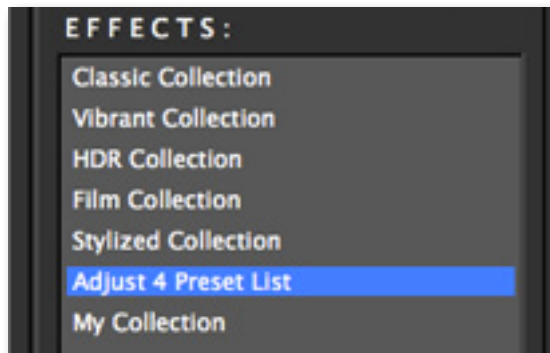 EFFECTS:
Classic Collection
Vibrant Collection
HDR Collection
Film Collection
Stylized Collection
Adjust 4 Preset List
My Collection